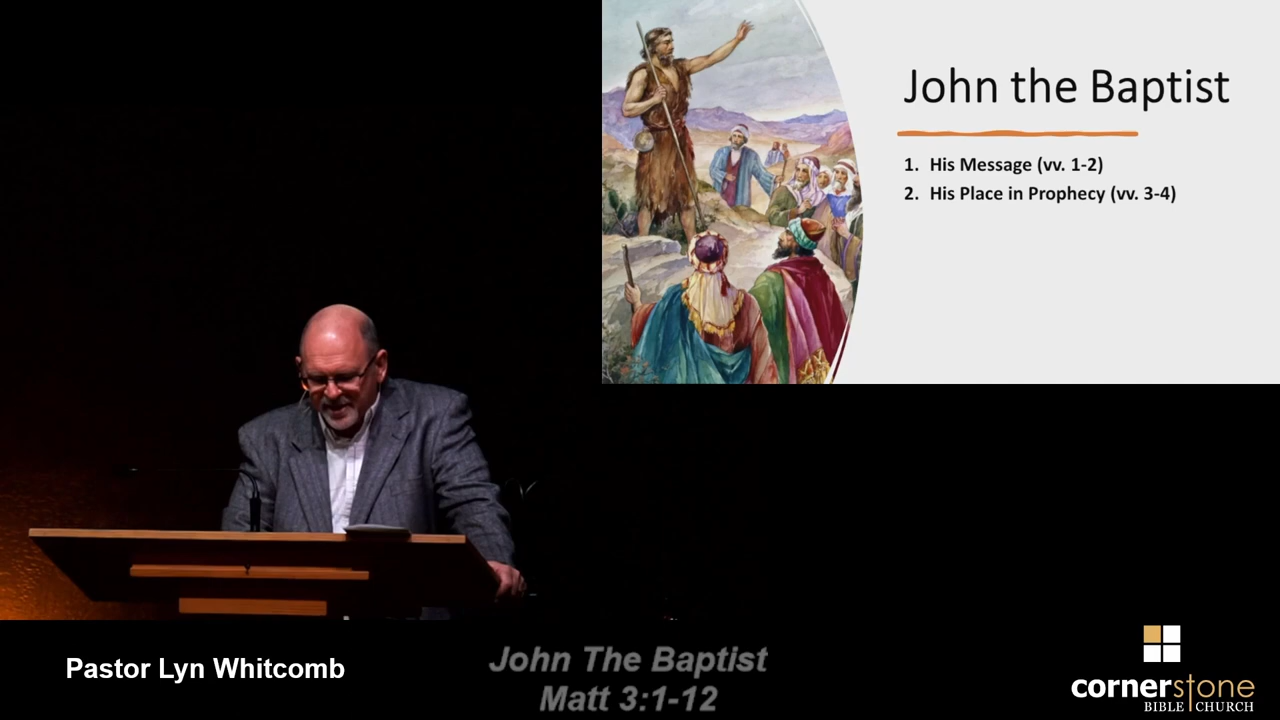 John the Baptist
1. His Message (vv. 1-2)
2. His Place in Prophecy (vv. 3-4)
Pastor Lyn Whitcomb
John The Baptist
Matt 3:1-12
cornerstone
BIBLE CHURCH